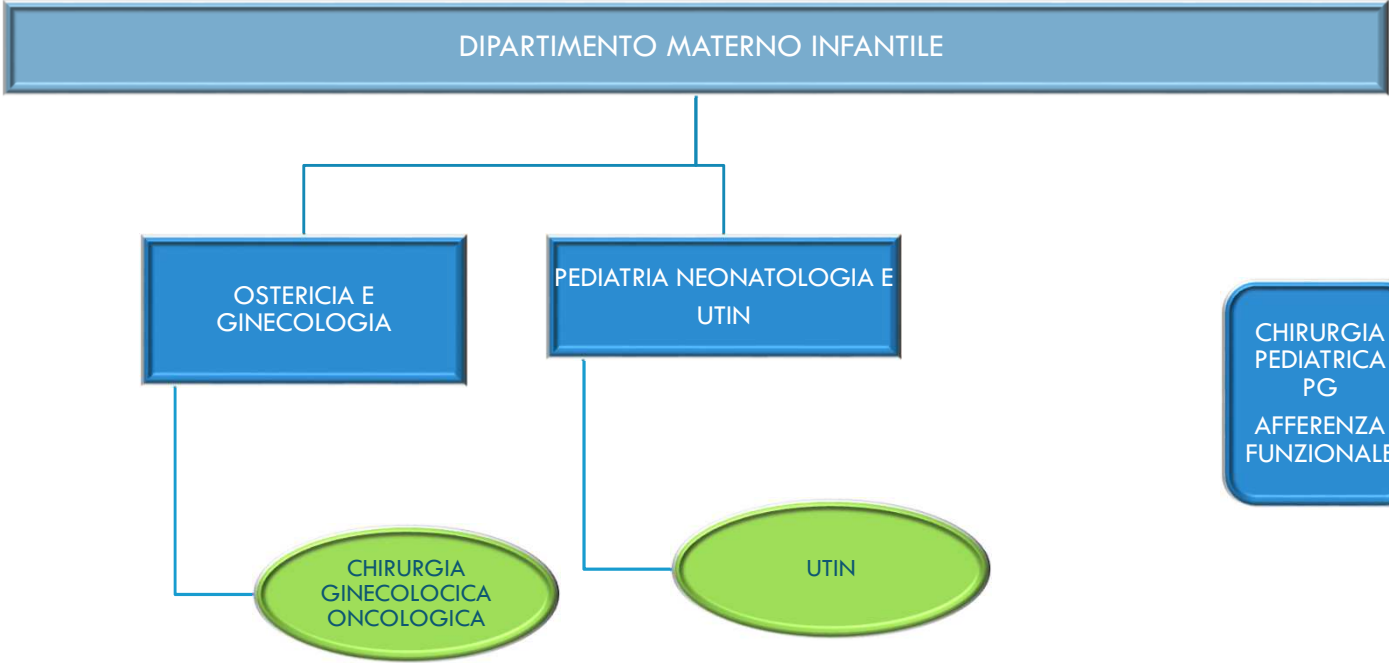 DIPARTIMENTO MATERNO INFANTILE
OSTERICIA E
GINECOLOGIA
PEDIATRIA NEONATOLOGIA E
UTIN
CHIRURGIA
PEDIATRICA
PG
AFFERENZA
FUNZIONALE
CHIRURGIA
GINECOLOCICA
ONCOLOGICA
UTIN